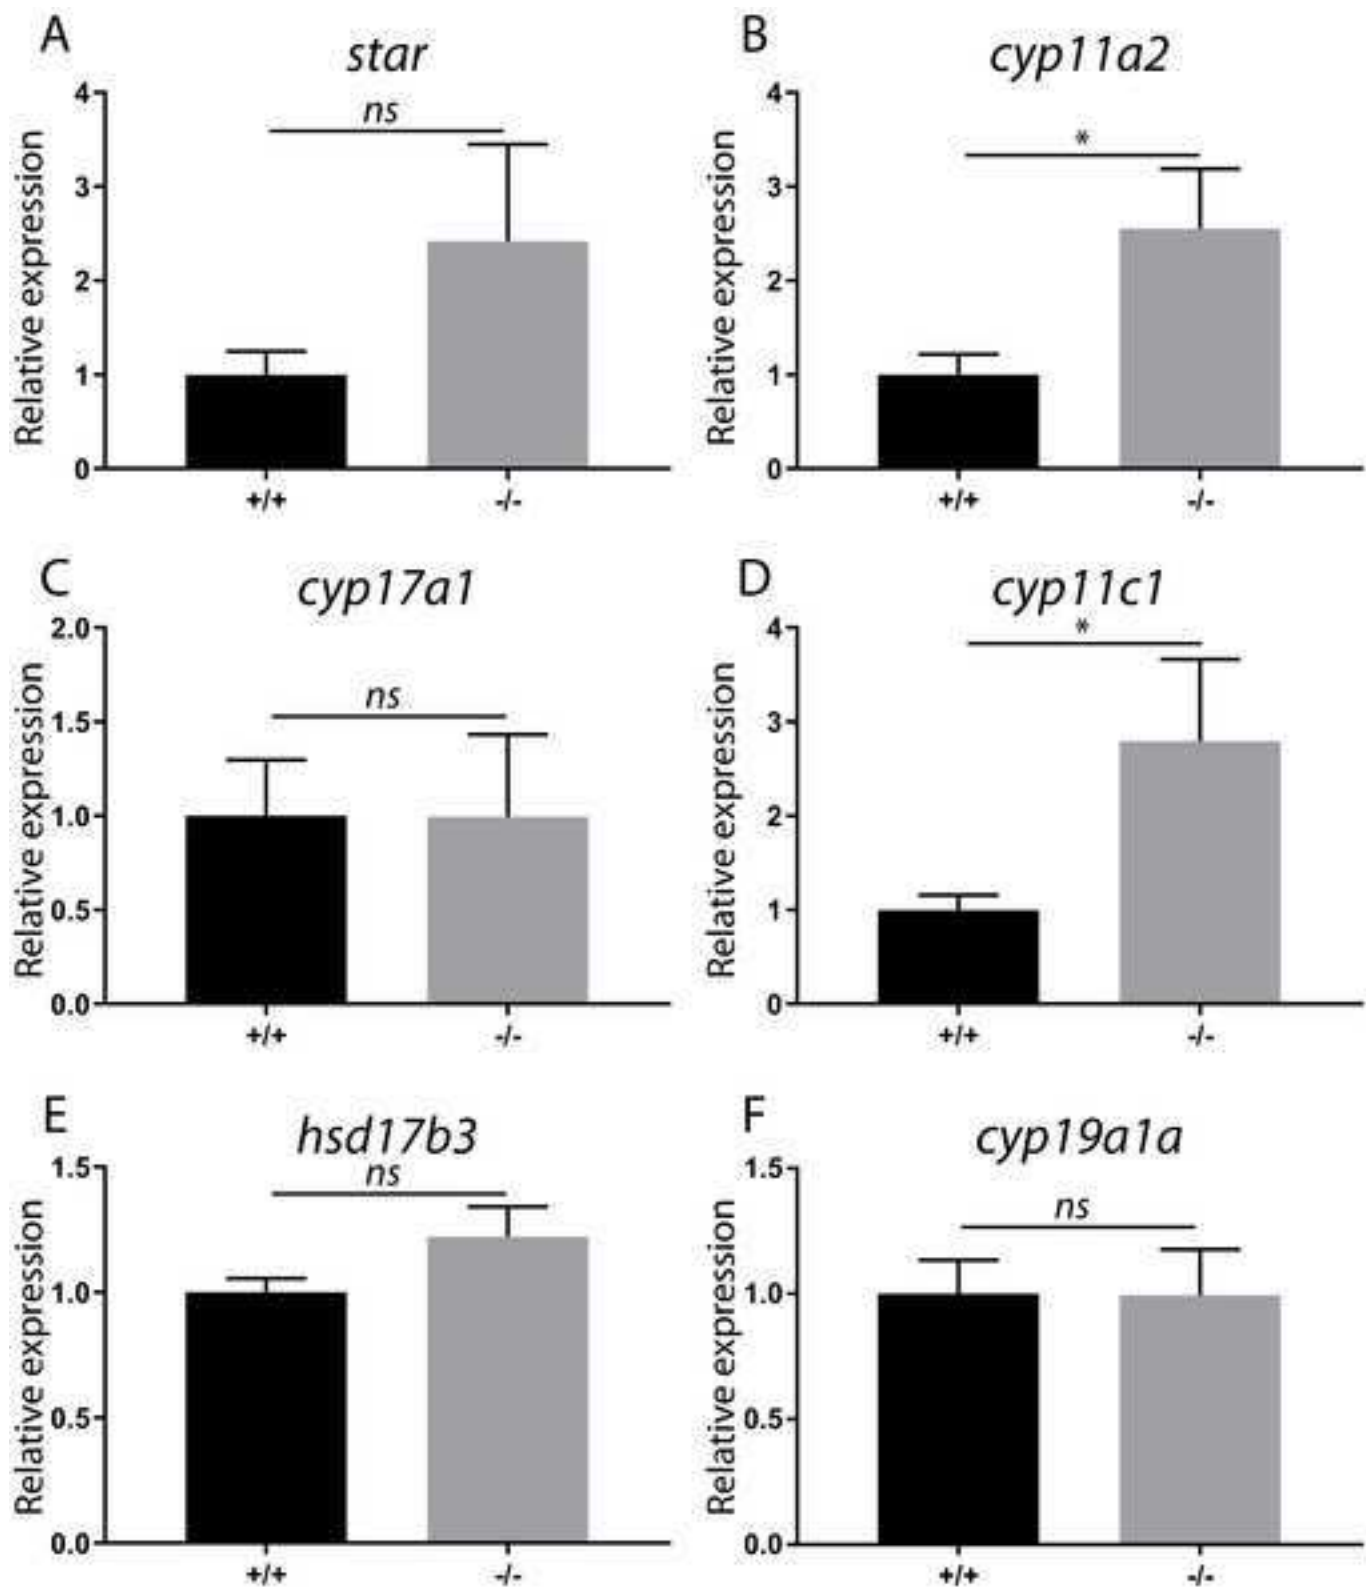 A
star
ns
Relative expression
4
3
2
1
0
+/+
-/-
B
cyp11a2
*
Relative expression
4
3
2
1
0
+/+
-/-
C
cyp17a1
ns
Relative expression
2.0
1.5
1.0
0.5
0.0
+/+
-/-
D
cyp11c1
*
Relative expression
4
3
2
1
0
+/+
-/-
E
hsd17b3
ns
Relative expression
1.5
1.0
0.5
0.0
+/+
-/-
F
cyp19a1a
ns
Relative expression
1.5
1.0
0.5
0.0
+/+
-/-